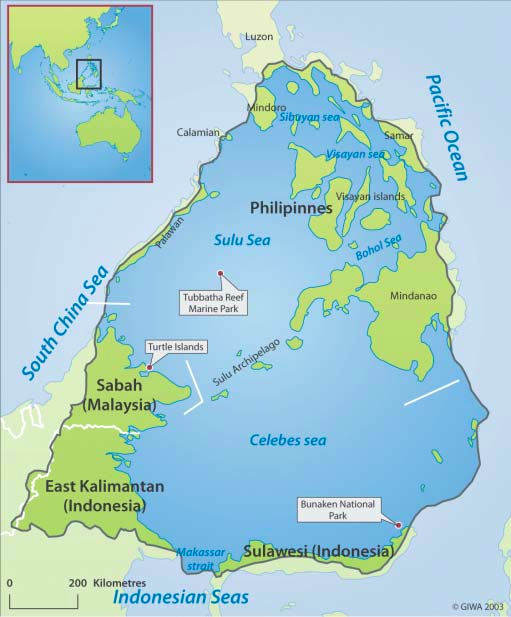 Luzon
Mindoro
Sibuyan sea
Calamian
Samar
Visayan sea
Pacific Ocean
Visayan islands
Philipinnes
Palawan
Sulu Sea
Bohol Sea
South China Sea
Tubbatha Reef
Marine Park
Mindanao
Turtle Islands
Sulu Archipelago
Sabah
(Malaysia)
Celebes sea
East Kalimantan
(Indonesia)
Bunaken National
Park
Makassar
strait
Sulawesi (Indonesia)
0 200 Kilometres
Indonesian Seas
© GIWA 2003